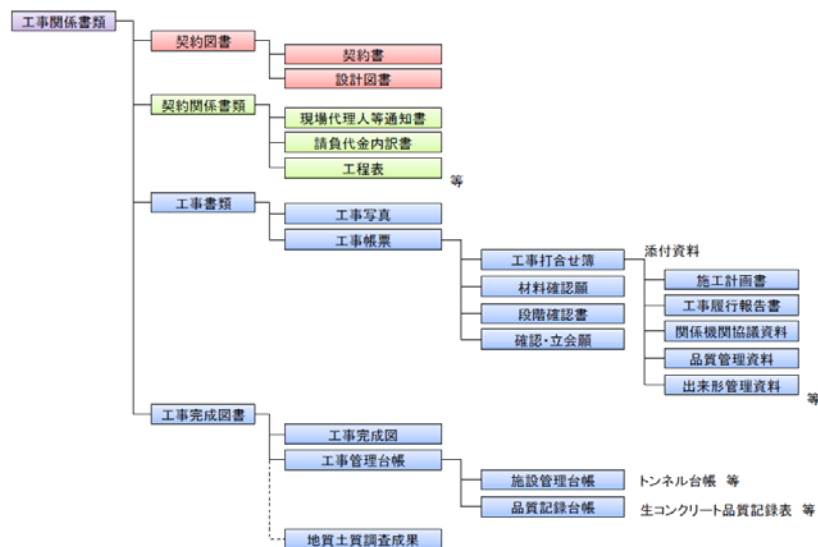 工事関係書類
契約図書
契約書
設計図書
契約関係書類
現場代理人等通知書
請負代金内訳書
工程表
等
工事書類
工事写真
工事帳票
工事打合せ簿
添付資料
施工計画書
材料確認願
工事履行報告書
段階確認書
関係機関協議資料
確認・立会願
品質管理資料
出来形管理資料
等
工事完成図書
工事完成図
工事管理台帳
施設管理台帳
トンネル台帳 等
品質記録台帳
生コンクリート品質記録表 等
地質土質調査成果